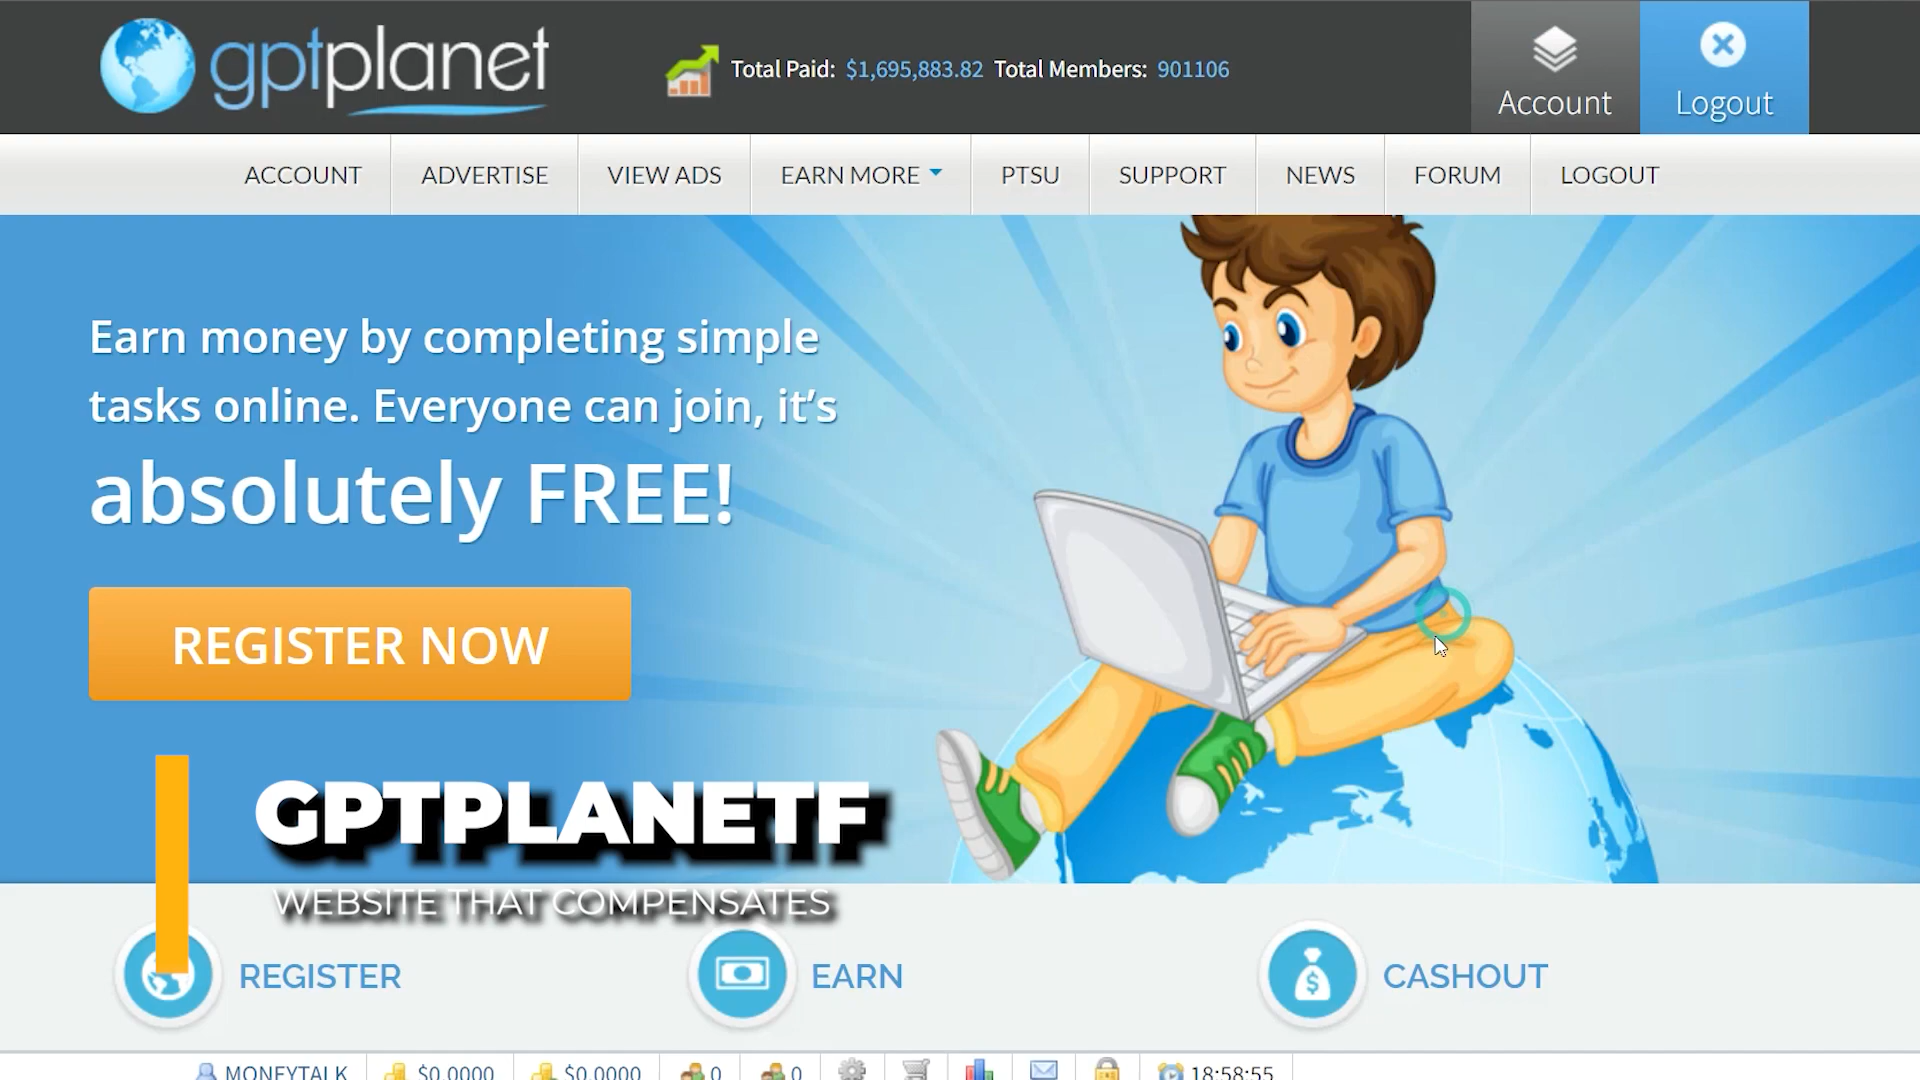 gptplanet
Total Paid: $1,695,883.82 Total Members: 901106
Account
Logout
ACCOUNT
ADVERTISE
VIEW ADS
EARN MORE
PTSU
SUPPORT
NEWS
FORUM
LOGOUT
Earn money by completing simple
tasks online. Everyone can join, it's
absolutely FREE!
REGISTER NOW
GPTPLANETF
WEBSITE THAT COMPENSATES
REGISTER
EARN
CASHOUT
MONEYTALK
$0.0000
$0.0000
0
0
18:58:55